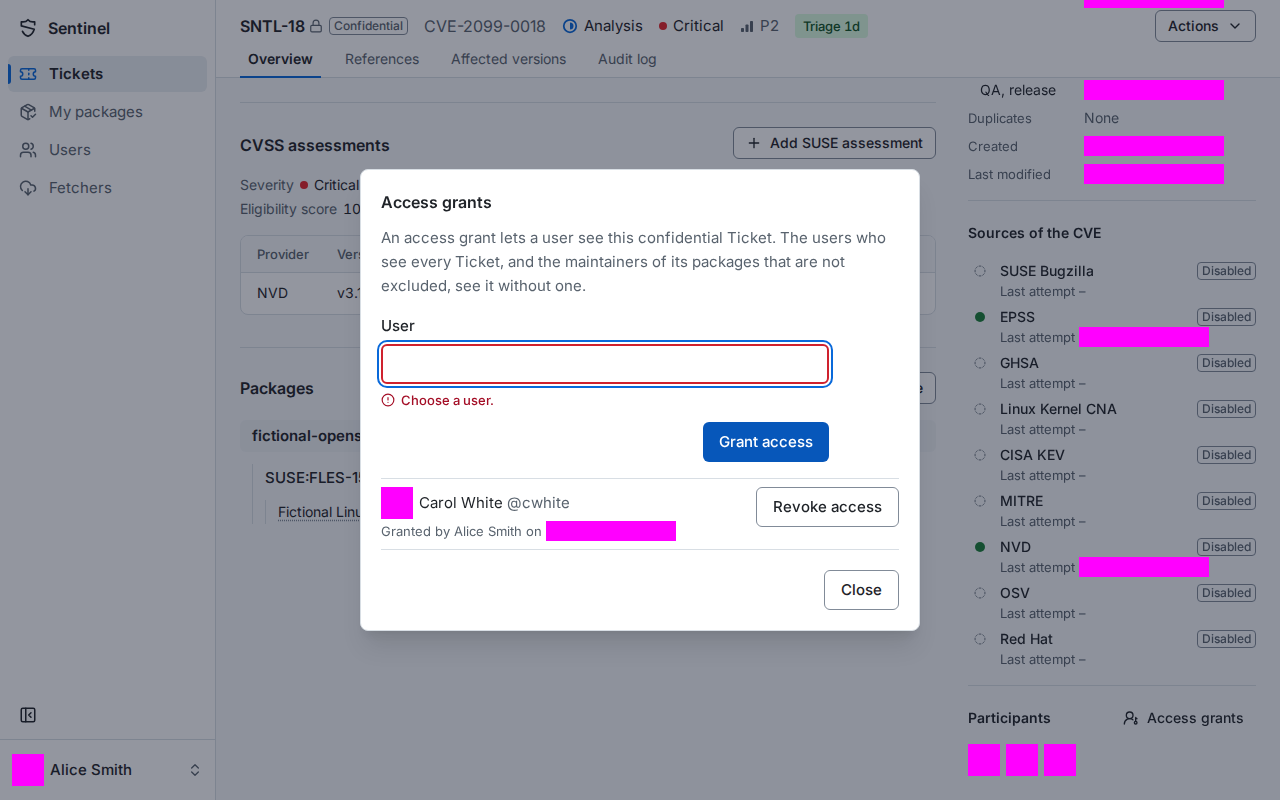 Sentinel
Tickets
My packages
Users
Fetchers
Alice Smith
SNTL-18 Confidential CVE-2099-0018 Analysis Critical P2 Triage 1d
Actions
Overview References Affected versions Audit log
CVSS assessments
Add SUSE assessment
Severity Critical
Eligibility score 10
Provider
NVD v3.
Packages
fictional-opens
SUSE:FLES-15
Fictional Linu
Access grants
An access grant lets a user see this confidential Ticket. The users who
see every Ticket, and the maintainers of its packages that are not
excluded, see it without one.
User
Choose a user.
Grant access
Carol White @cwhite
Revoke access
Granted by Alice Smith on
Close
QA, release
Duplicates None
Created
Last modified
Sources of the CVE
SUSE Bugzilla Disabled
Last attempt –
EPSS Disabled
Last attempt
GHSA Disabled
Last attempt –
Linux Kernel CNA Disabled
Last attempt –
CISA KEV Disabled
Last attempt –
MITRE Disabled
Last attempt –
NVD Disabled
Last attempt
OSV Disabled
Last attempt –
Red Hat Disabled
Last attempt –
Participants
Access grants